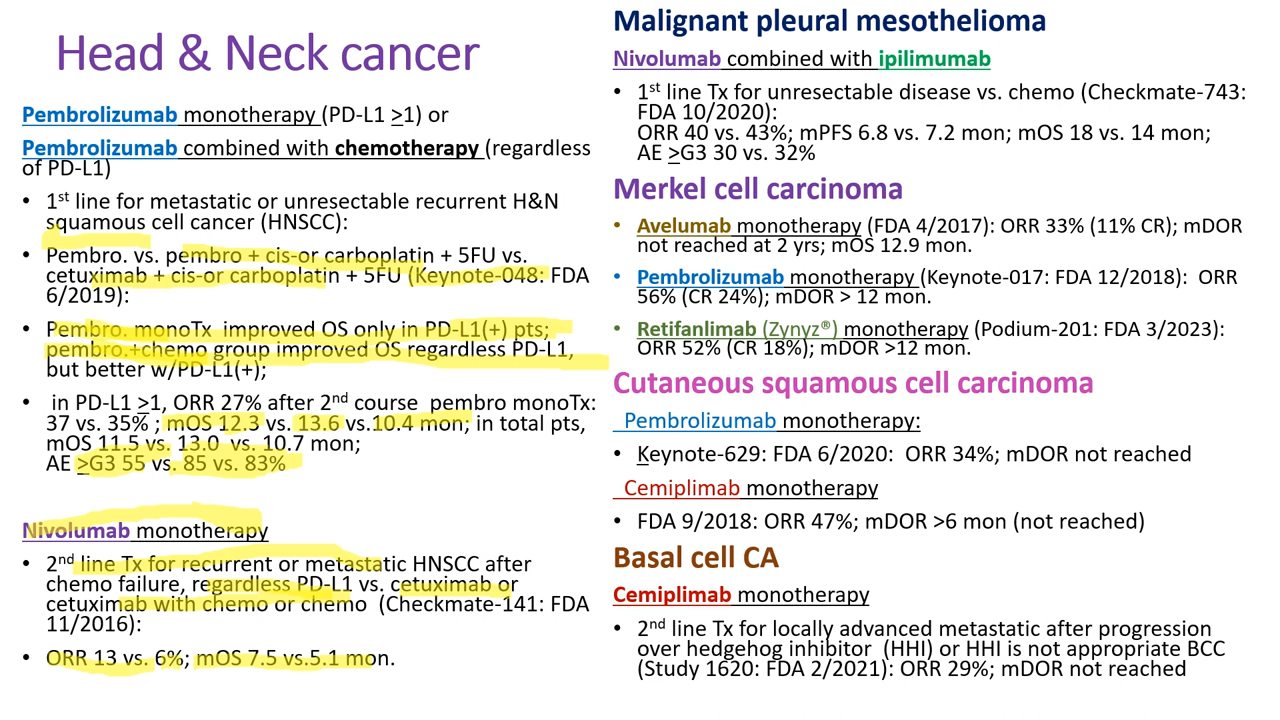 Head & Neck cancer
Pembrolizumab monotherapy (PD-L1 >1) or
Pembrolizumab combined with chemotherapy (regardless
of PD-L1)
• 1st line for metastatic or unresectable recurrent H&N
squamous cell cancer (HNSCC):
• Pembro. vs. pembro + cis-or carboplatin + 5FU vs.
cetuximab + cis-or carboplatin + 5FU (Keynote-048: FDA
6/2019):
• Pembro. monoTx improved OS only in PD-L1(+) pts;
pembro.+chemo group improved OS regardless PD-L1,
but better w/PD-L1(+);
• in PD-L1 >1, ORR 27% after 2nd course pembro monoTx:
37 vs. 35% ; mOS 12.3 vs. 13.6 vs.10.4 mon; in total pts,
mOS 11.5 vs. 13.0 vs. 10.7 mon;
AE >G3 55 vs. 85 vs. 83%
Nivolumab monotherapy
• 2nd line Tx for recurrent or metastatic HNSCC after
chemo failure, regardless PD-L1 vs. cetuximab or
cetuximab with chemo or chemo (Checkmate-141: FDA
11/2016):
• ORR 13 vs. 6%; mOS 7.5 vs.5.1 mon.
Malignant pleural mesothelioma
Nivolumab combined with ipilimumab
• 1st line Tx for unresectable disease vs. chemo (Checkmate-743:
FDA 10/2020):
ORR 40 vs. 43%; mPFS 6.8 vs. 7.2 mon; mOS 18 vs. 14 mon;
AE >G3 30 vs. 32%
Merkel cell carcinoma
• Avelumab monotherapy (FDA 4/2017): ORR 33% (11% CR); mDOR
not reached at 2 yrs; mOS 12.9 mon.
• Pembrolizumab monotherapy (Keynote-017: FDA 12/2018): ORR
56% (CR 24%); mDOR > 12 mon.
• Retifanlimab (Zynyz®) monotherapy (Podium-201: FDA 3/2023):
ORR 52% (CR 18%); mDOR >12 mon.
Cutaneous squamous cell carcinoma
Pembrolizumab monotherapy:
• Keynote-629: FDA 6/2020: ORR 34%; mDOR not reached
Cemiplimab monotherapy
• FDA 9/2018: ORR 47%; mDOR >6 mon (not reached)
Basal cell CA
Cemiplimab monotherapy
• 2nd line Tx for locally advanced metastatic after progression
over hedgehog inhibitor (HHI) or HHI is not appropriate BCC
(Study 1620: FDA 2/2021): ORR 29%; mDOR not reached